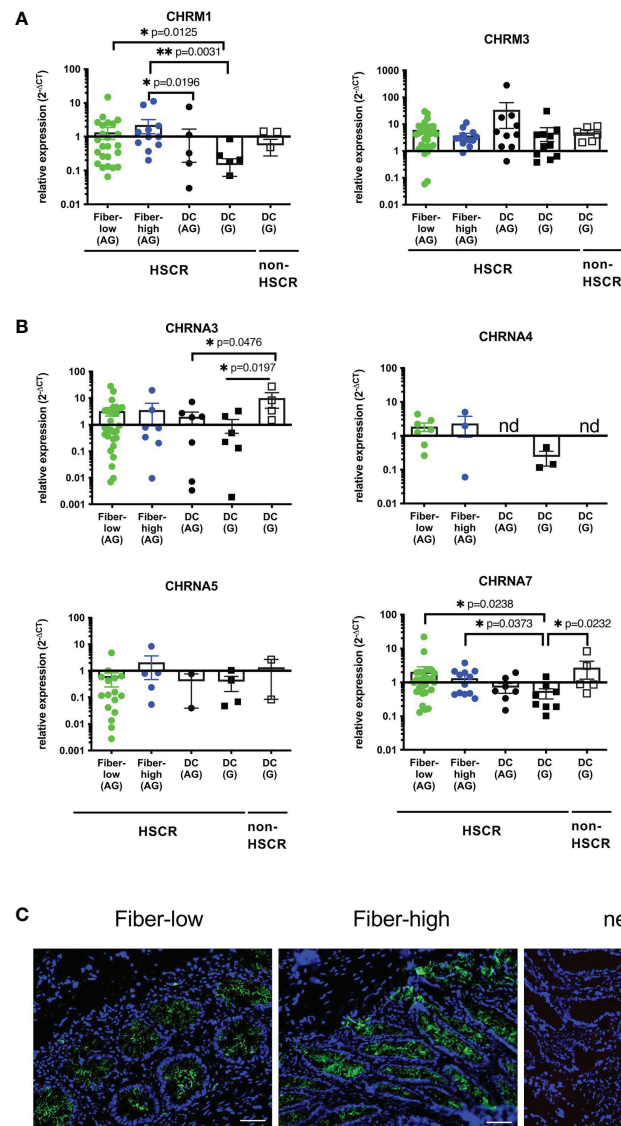 A
CHRM1
* p=0.0125
** p=0.0031
* p=0.0196
relative expression (2-ΔCT)
100
10
1
0.1
0.01
Fiber-low (AG)
Fiber-high (AG)
DC (AG)
DC (G)
DC (G)
HSCR
non-HSCR
CHRM3
relative expression (2-ΔCT)
1000
100
10
1
0.1
0.01
Fiber-low (AG)
Fiber-high (AG)
DC (AG)
DC (G)
DC (G)
HSCR
non-HSCR
B
CHRNA3
* p=0.0476
* p=0.0197
relative expression (2-ΔCT)
100
10
1
0.1
0.01
0.001
Fiber-low (AG)
Fiber-high (AG)
DC (AG)
DC (G)
DC (G)
CHRNA4
relative expression (2-ΔCT)
100
10
1
0.1
0.01
nd
nd
Fiber-low (AG)
Fiber-high (AG)
DC (AG)
DC (G)
DC (G)
CHRNA5
relative expression (2-ΔCT)
100
10
1
0.1
0.01
0.001
Fiber-low (AG)
Fiber-high (AG)
DC (AG)
DC (G)
DC (G)
HSCR
non-HSCR
CHRNA7
* p=0.0238
* p=0.0373
* p=0.0232
relative expression (2-ΔCT)
100
10
1
0.1
0.01
Fiber-low (AG)
Fiber-high (AG)
DC (AG)
DC (G)
DC (G)
HSCR
non-HSCR
C
Fiber-low
Fiber-high
ne